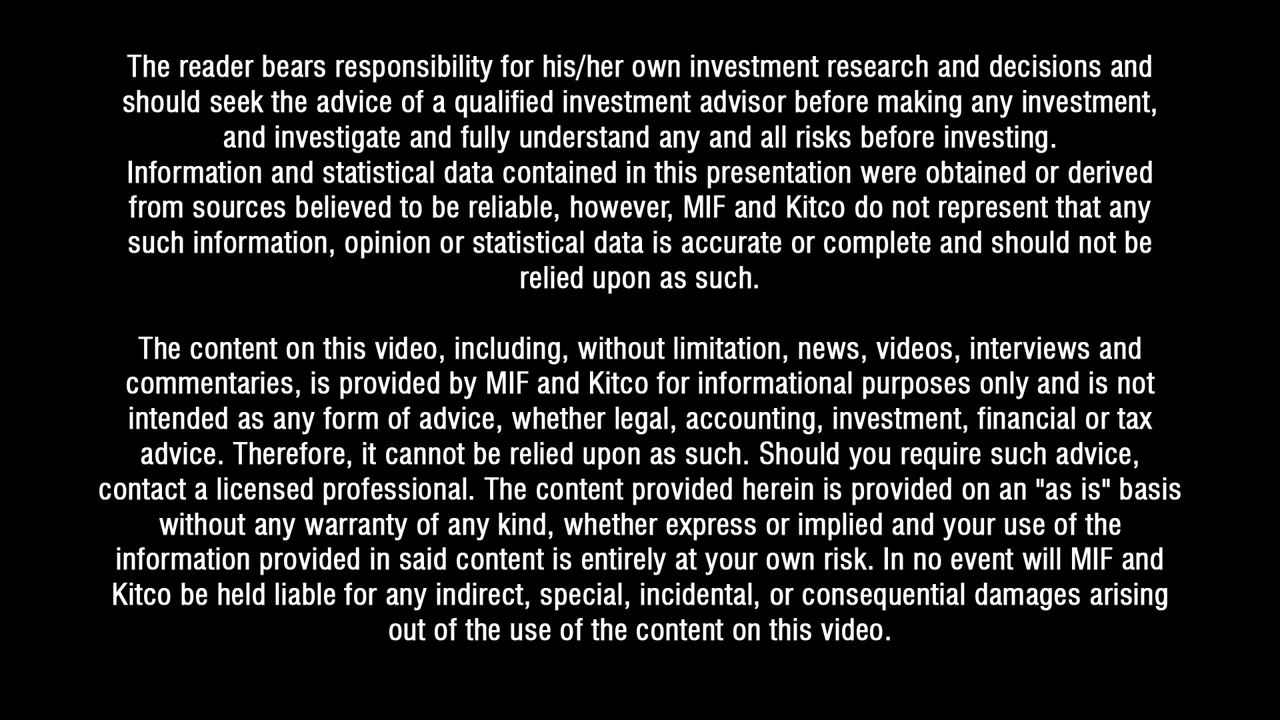 The reader bears responsibility for his/her own investment research and decisions and
should seek the advice of a qualified investment advisor before making any investment,
and investigate and fully understand any and all risks before investing.
Information and statistical data contained in this presentation were obtained or derived
from sources believed to be reliable, however, MIF and Kitco do not represent that any
such information, opinion or statistical data is accurate or complete and should not be
relied upon as such.
The content on this video, including, without limitation, news, videos, interviews and
commentaries, is provided by MIF and Kitco for informational purposes only and is not
intended as any form of advice, whether legal, accounting, investment, financial or tax
advice. Therefore, it cannot be relied upon as such. Should you require such advice,
contact a licensed professional. The content provided herein is provided on an "as is" basis
without any warranty of any kind, whether express or implied and your use of the
information provided in said content is entirely at your own risk. In no event will MIF and
Kitco be held liable for any indirect, special, incidental, or consequential damages arising
out of the use of the content on this video.